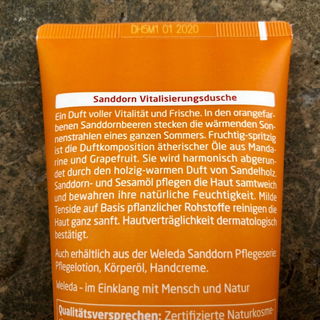 DH5M1 01 2020
Sanddorn Vitalisierungsdusche
Ein Duft voller Vitalität und Frische. In den orangefar-
benen Sanddornbeeren stecken die wärmenden Son-
nenstrahlen eines ganzen Sommers. Fruchtig-spritzig
ist die Duftkomposition ätherischer Öle aus Manda-
rine und Grapefruit. Sie wird harmonisch abgerun-
det durch den holzig-warmen Duft von Sandelholz.
Sanddorn- und Sesamöl pflegen die Haut samtweich
und bewahren ihre natürliche Feuchtigkeit. Milde
Tenside auf Basis pflanzlicher Rohstoffe reinigen die
Haut ganz sanft. Hautverträglichkeit dermatologisch
bestätigt.
Auch erhältlich aus der Weleda Sanddorn Pflegeserie
Pflegelotion, Körperöl, Handcreme.
Weleda - im Einklang mit Mensch und Natur
Qualitätsversprechen: Zertifizierte Naturkosme-